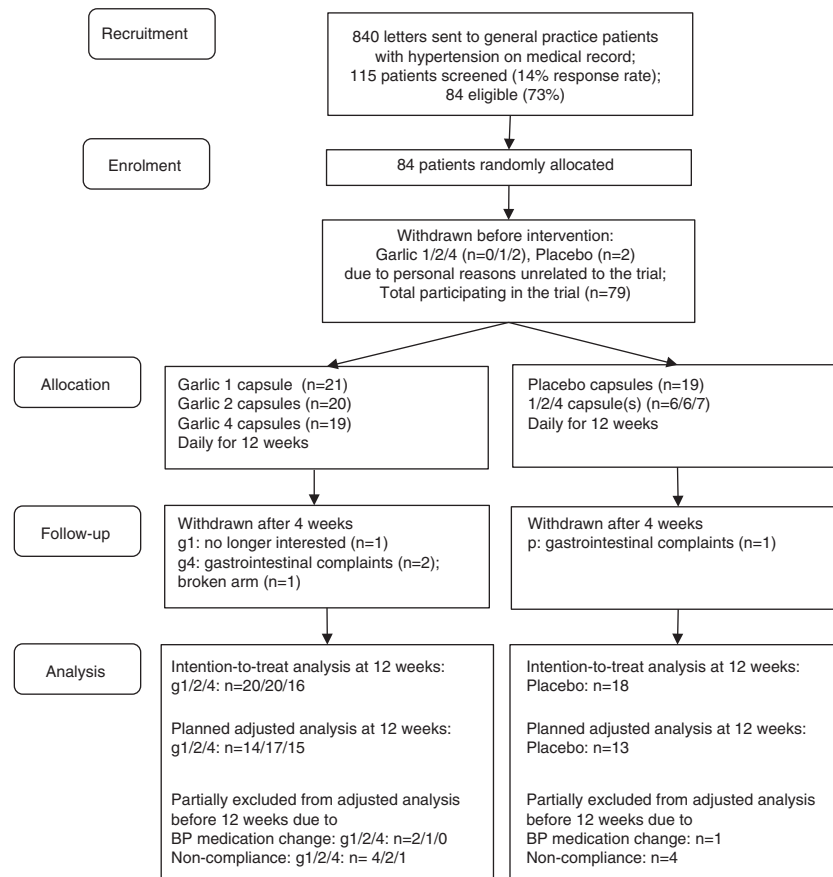 Recruitment
840 letters sent to general practice patients
with hypertension on medical record;
115 patients screened (14% response rate);
84 eligible (73%)
Enrolment
84 patients randomly allocated
Withdrawn before intervention:
Garlic 1/2/4 (n=0/1/2), Placebo (n=2)
due to personal reasons unrelated to the trial;
Total participating in the trial (n=79)
Allocation
Garlic 1 capsule (n=21)
Garlic 2 capsules (n=20)
Garlic 4 capsules (n=19)
Daily for 12 weeks
Placebo capsules (n=19)
1/2/4 capsule(s) (n=6/6/7)
Daily for 12 weeks
Follow-up
Withdrawn after 4 weeks
g1: no longer interested (n=1)
g4: gastrointestinal complaints (n=2);
broken arm (n=1)
Withdrawn after 4 weeks
p: gastrointestinal complaints (n=1)
Analysis
Intention-to-treat analysis at 12 weeks:
g1/2/4: n=20/20/16
Planned adjusted analysis at 12 weeks:
g1/2/4: n=14/17/15
Partially excluded from adjusted analysis
before 12 weeks due to
BP medication change: g1/2/4: n=2/1/0
Non-compliance: g1/2/4: n= 4/2/1
Intention-to-treat analysis at 12 weeks:
Placebo: n=18
Planned adjusted analysis at 12 weeks:
Placebo: n=13
Partially excluded from adjusted analysis
before 12 weeks due to
BP medication change: n=1
Non-compliance: n=4